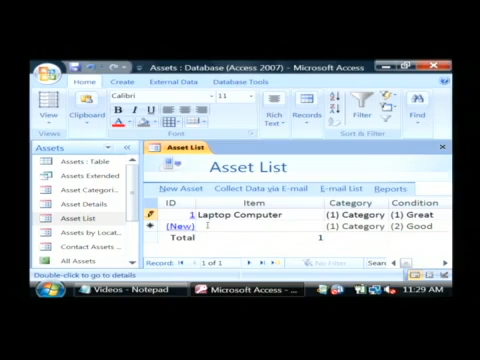 Assets : Database (Access 2007) - Microsoft Access
Home Create External Data Database Tools
Calibri 11
View Clipboard B I U Rich Text Records Filter Find
Views Font Sort & Filter
Assets
Asset List
Assets : Table
Assets Extended
Asset Categori...
Asset Details
Asset List
Assets by Locat...
Contact Assets ...
All Assets
Asset List
New Asset Collect Data via E-mail E-mail List Reports
ID Item Category Condition
1 Laptop Computer (1) Category (1) Great
(New) (1) Category (2) Good
Total 1
Record: 1 of 1 No Filter Sear
Double-click to go to details
Videos - Notepad Microsoft Access - ... 11:29 AM